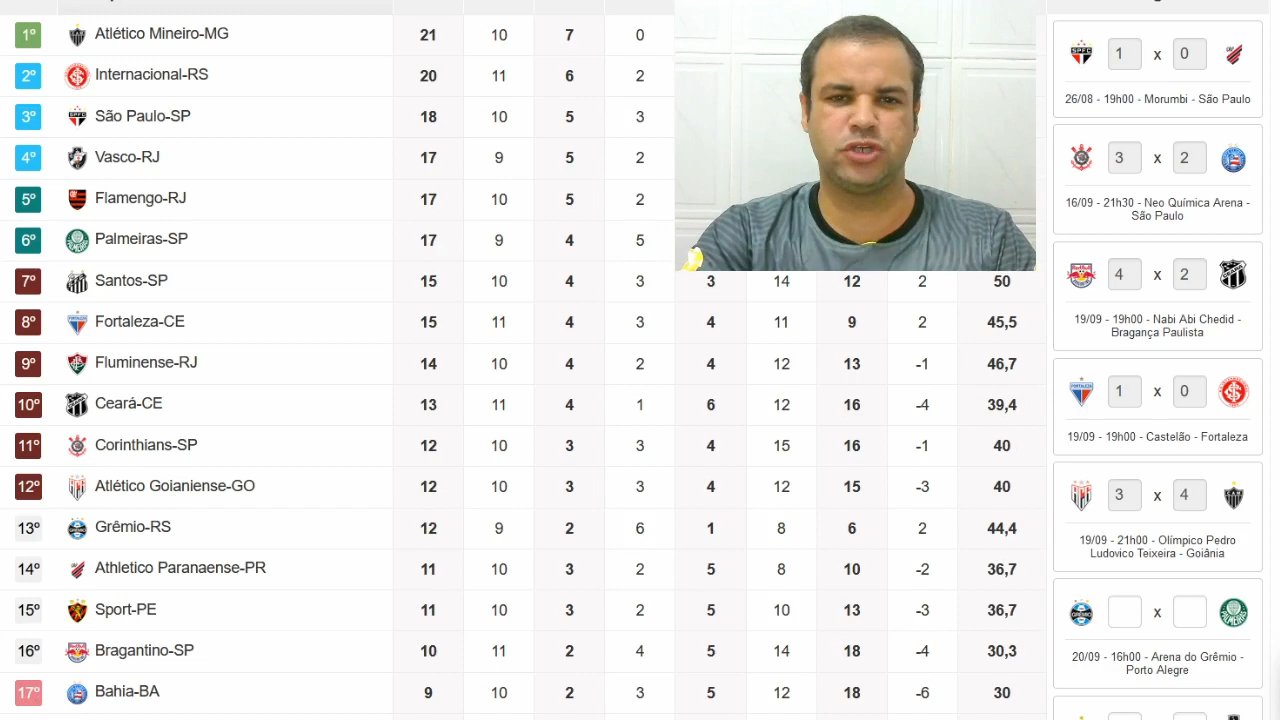 1º Atlético Mineiro-MG 21 10 7 0
2º Internacional-RS 20 11 6 2
3º São Paulo-SP 18 10 5 3
4º Vasco-RJ 17 9 5 2
5º Flamengo-RJ 17 10 5 2
6º Palmeiras-SP 17 9 4 5
7º Santos-SP 15 10 4 3 3 14 12 2 50
8º Fortaleza-CE 15 11 4 3 4 11 9 2 45,5
9º Fluminense-RJ 14 10 4 2 4 12 13 -1 46,7
10º Ceará-CE 13 11 4 1 6 12 16 -4 39,4
11º Corinthians-SP 12 10 3 3 4 15 16 -1 40
12º Atlético Goianiense-GO 12 10 3 3 4 12 15 -3 40
13º Grêmio-RS 12 9 2 6 1 8 6 2 44,4
14º Athletico Paranaense-PR 11 10 3 2 5 8 10 -2 36,7
15º Sport-PE 11 10 3 2 5 10 13 -3 36,7
16º Bragantino-SP 10 11 2 4 5 14 18 -4 30,3
17º Bahia-BA 9 10 2 3 5 12 18 -6 30
1 x 0
26/08 - 19h00 - Morumbi - São Paulo
3 x 2
16/09 - 21h30 - Neo Química Arena -
São Paulo
4 x 2
19/09 - 19h00 - Nabi Abi Chedid -
Bragança Paulista
1 x 0
19/09 - 19h00 - Castelão - Fortaleza
3 x 4
19/09 - 21h00 - Olímpico Pedro
Ludovico Teixeira - Goiânia
x
20/09 - 16h00 - Arena do Grêmio -
Porto Alegre